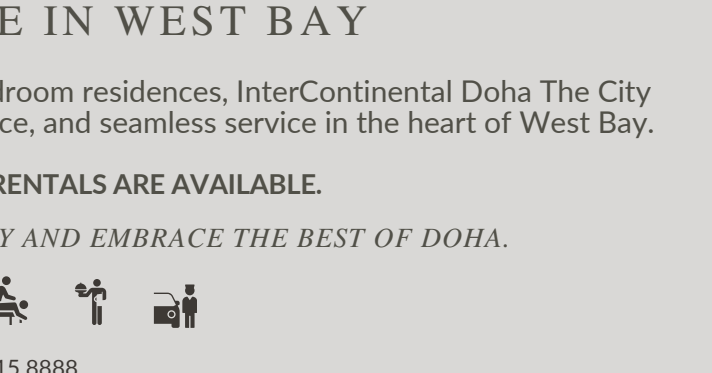 E IN WEST BAY
droom residences, InterContinental Doha The City
ce, and seamless service in the heart of West Bay.
RENTALS ARE AVAILABLE.
Y AND EMBRACE THE BEST OF DOHA.
15 8888